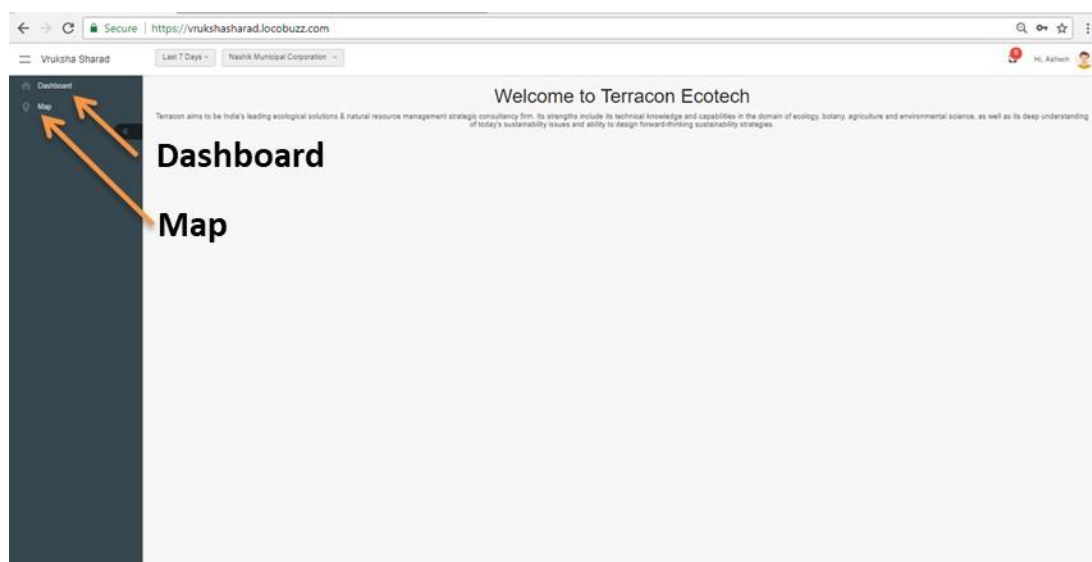 Secure | https://vrukshasharad.locobuzz.com
Vruksha Sharad
Last 7 Days
Nashik Municipal Corporation
Hi, Ashwin
Dashboard
Map
Welcome to Terracon Ecotech
Terracon aims to be India's leading ecological solutions & natural resource management strategic consultancy firm. Its strengths include its technical knowledge and capabilities in the domain of ecology, botany, agriculture and environmental science, as well as its deep understanding
of today's sustainability issues and ability to design forward-thinking sustainability strategies.
Dashboard
Map